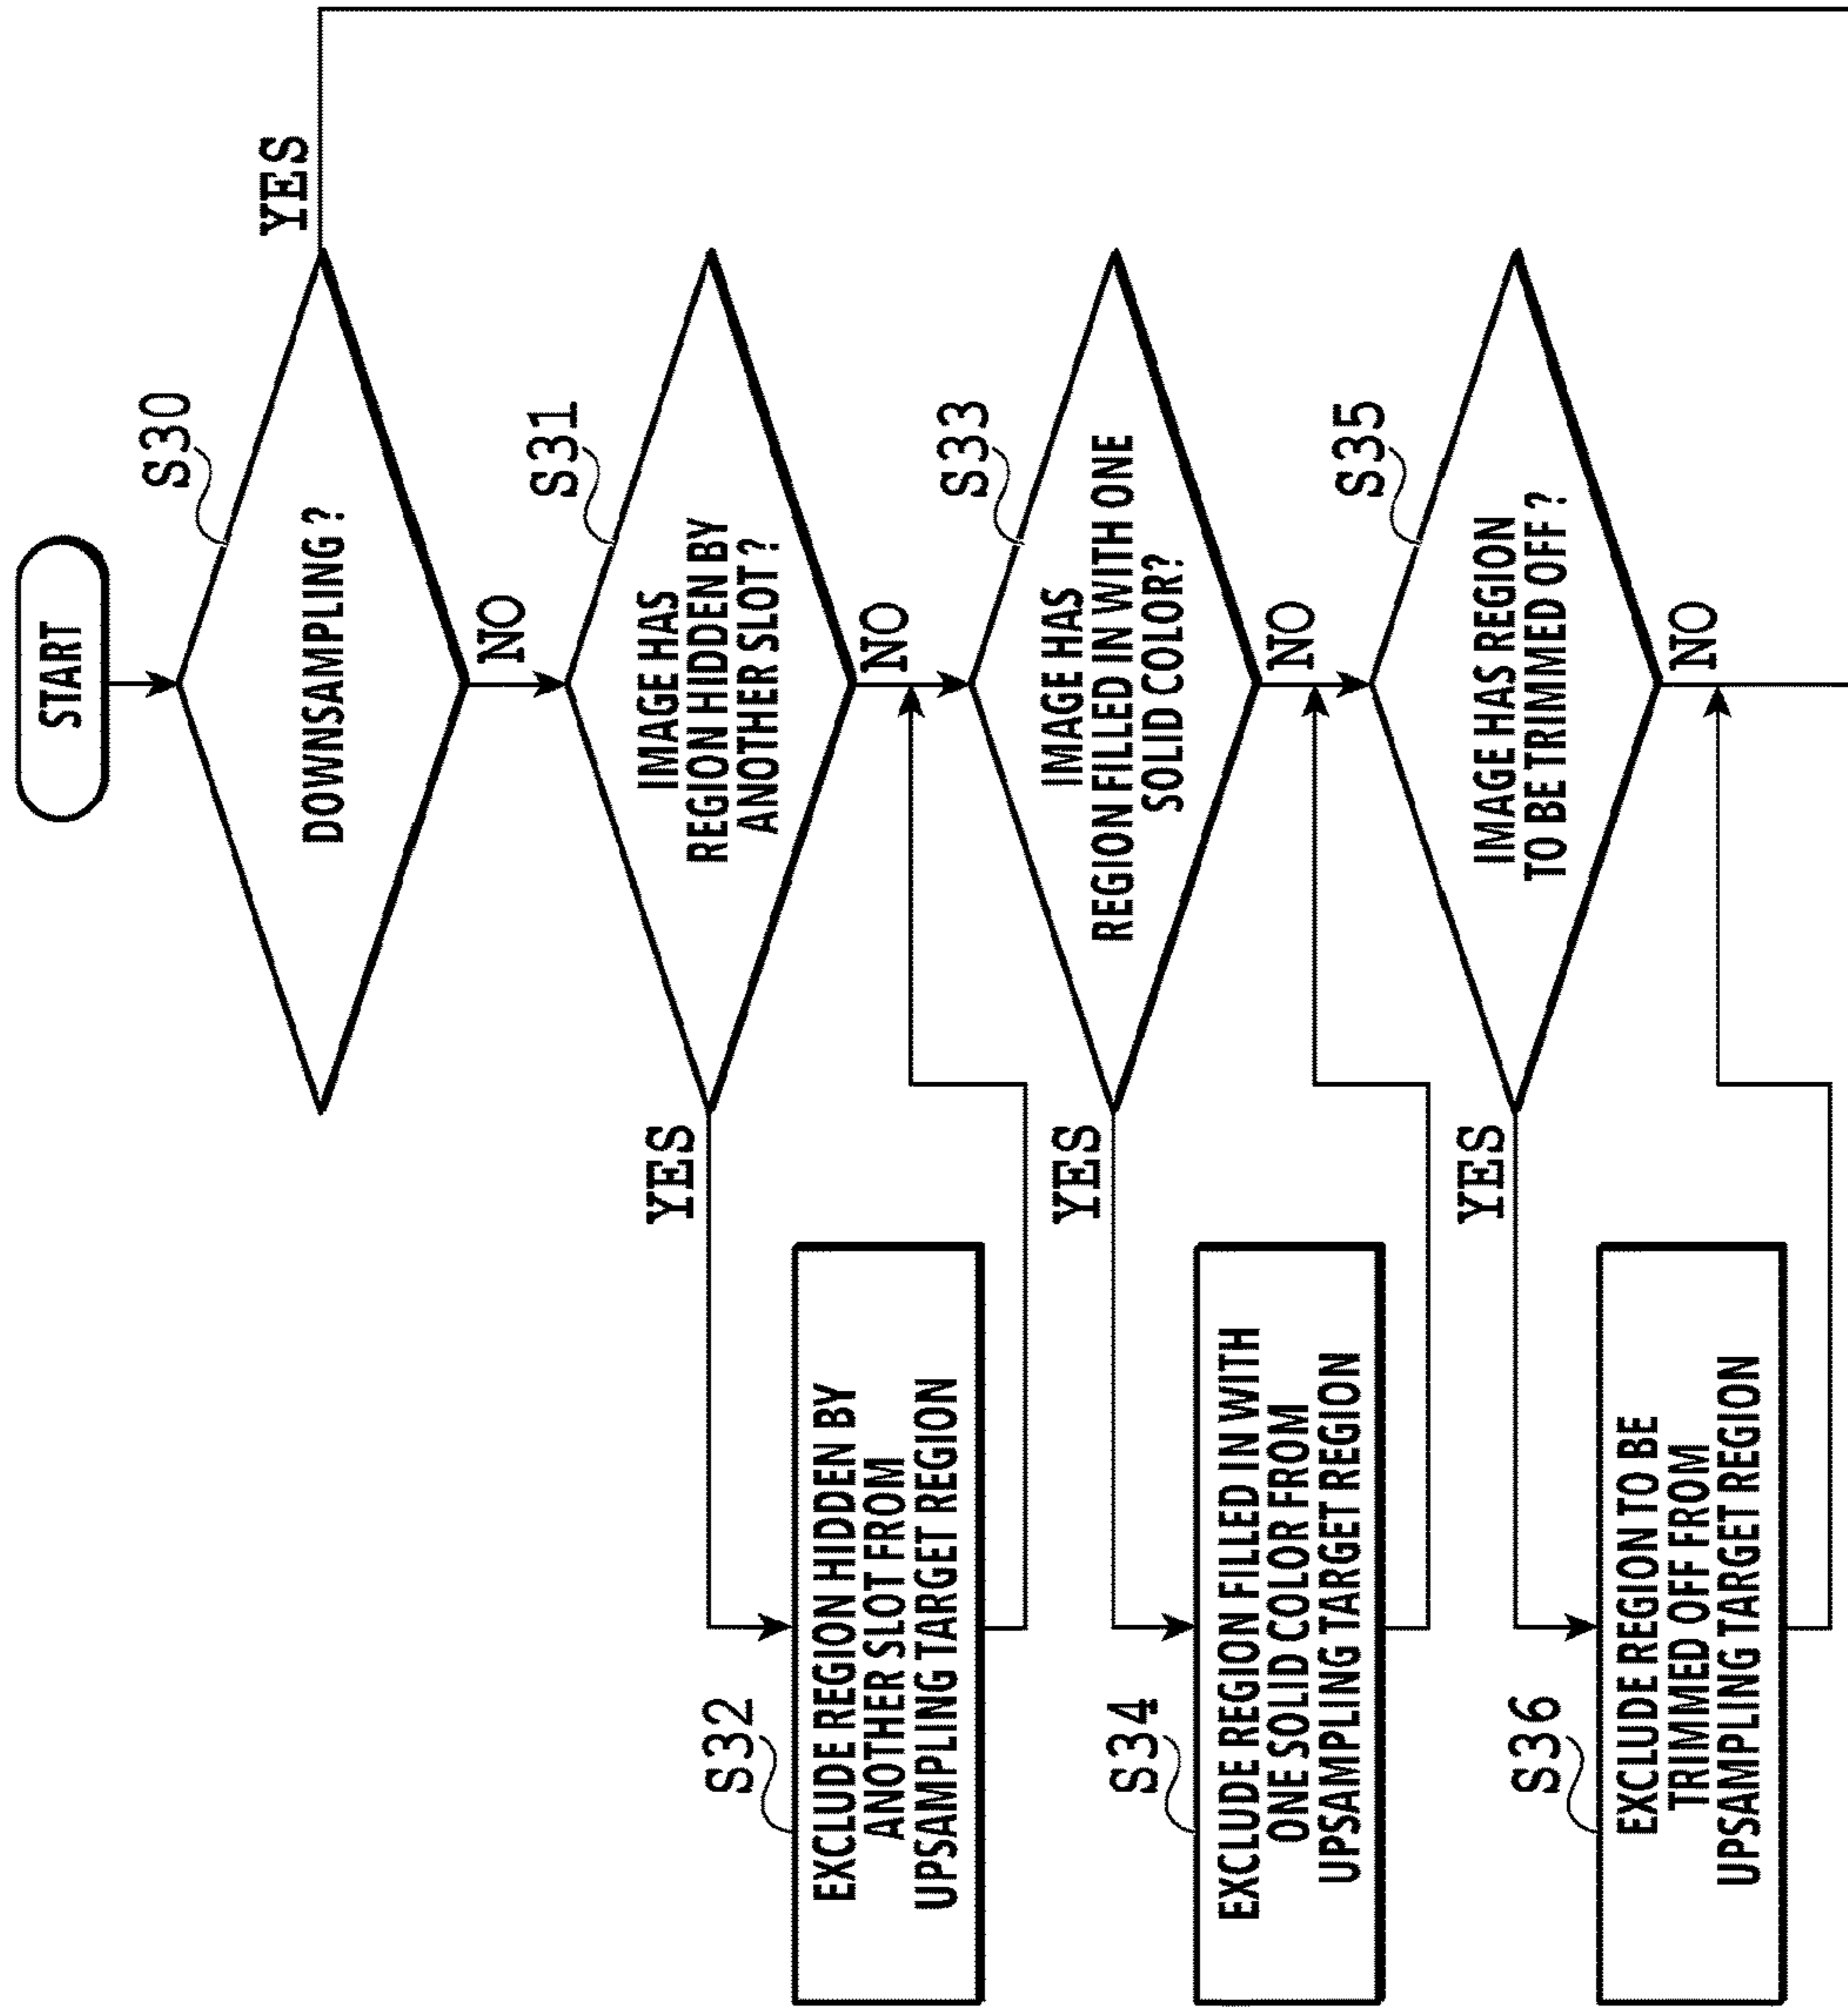 START
S30
DOWNSAMPLING ?
YES
NO
S31
IMAGE HAS
REGION HIDDEN BY
ANOTHER SLOT ?
YES
NO
S32
EXCLUDE REGION HIDDEN BY
ANOTHER SLOT FROM
UPSAMPLING TARGET REGION
S33
IMAGE HAS
REGION FILLED IN WITH ONE
SOLID COLOR?
YES
NO
S34
EXCLUDE REGION FILLED IN WITH
ONE SOLID COLOR FROM
UPSAMPLING TARGET REGION
S35
IMAGE HAS REGION
TO BE TRIMMED OFF ?
YES
NO
S36
EXCLUDE REGION TO BE
TRIMMED OFF FROM
UPSAMPLING TARGET REGION